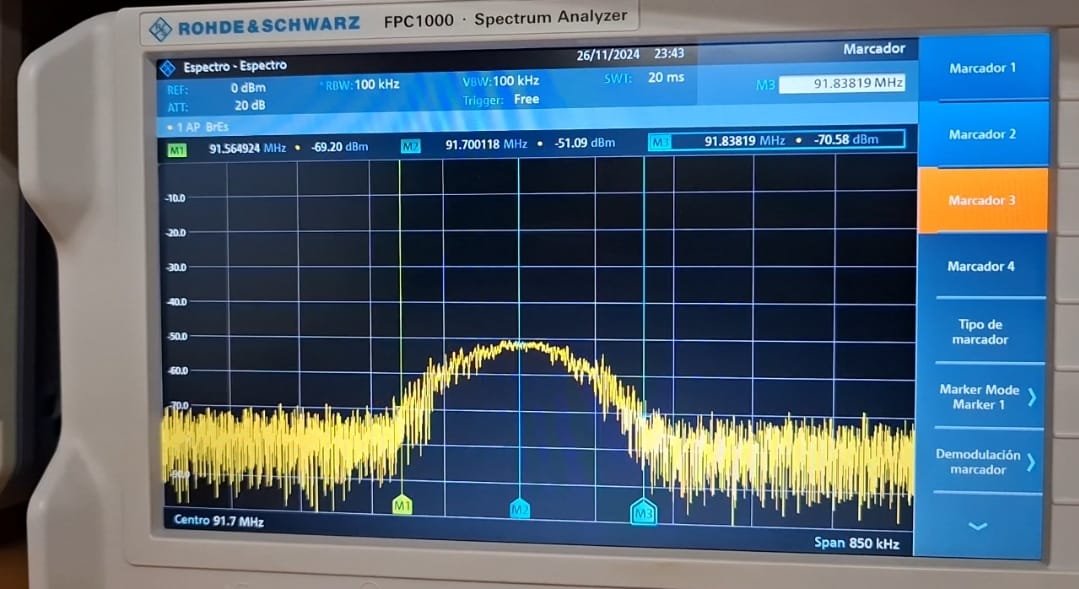 ROHDE&SCHWARZ FPC1000 · Spectrum Analyzer
Espectro - Espectro 26/11/2024 23:43 Marcador
REF: 0 dBm RBW: 100 kHz VBW: 100 kHz SWT: 20 ms M3 91.83819 MHz
ATT: 20 dB Trigger: Free
1 AP BrEs
M1 91.564924 MHz • -69.20 dBm M2 91.700118 MHz • -51.09 dBm M3 91.83819 MHz • -70.58 dBm
-10.0
-20.0
-30.0
-40.0
-50.0
-60.0
-70.0
-90.0
M1 M2 M3
Centro 91.7 MHz Span 850 kHz
Marcador 1
Marcador 2
Marcador 3
Marcador 4
Tipo de
marcador
Marker Mode
Marker 1
Demodulación
marcador